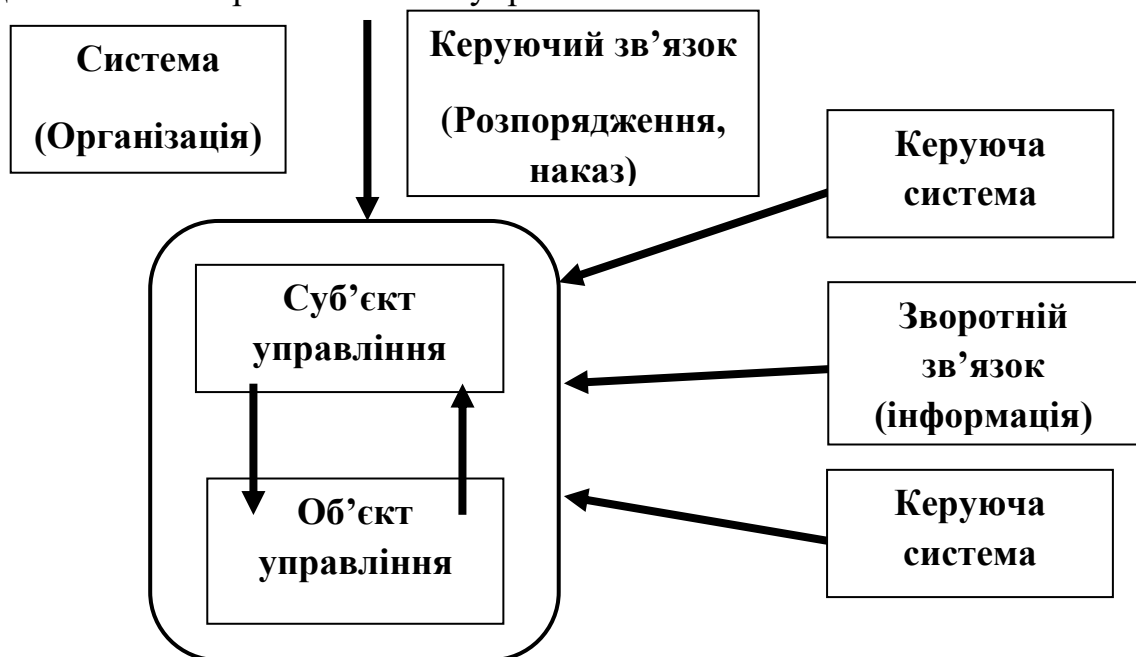 Система
(Організація)
Керуючий зв’язок
(Розпорядження,
наказ)
Керуюча
система
Суб’єкт
управління
Зворотній
зв’язок
(інформація)
Об’єкт
управління
Керуюча
система